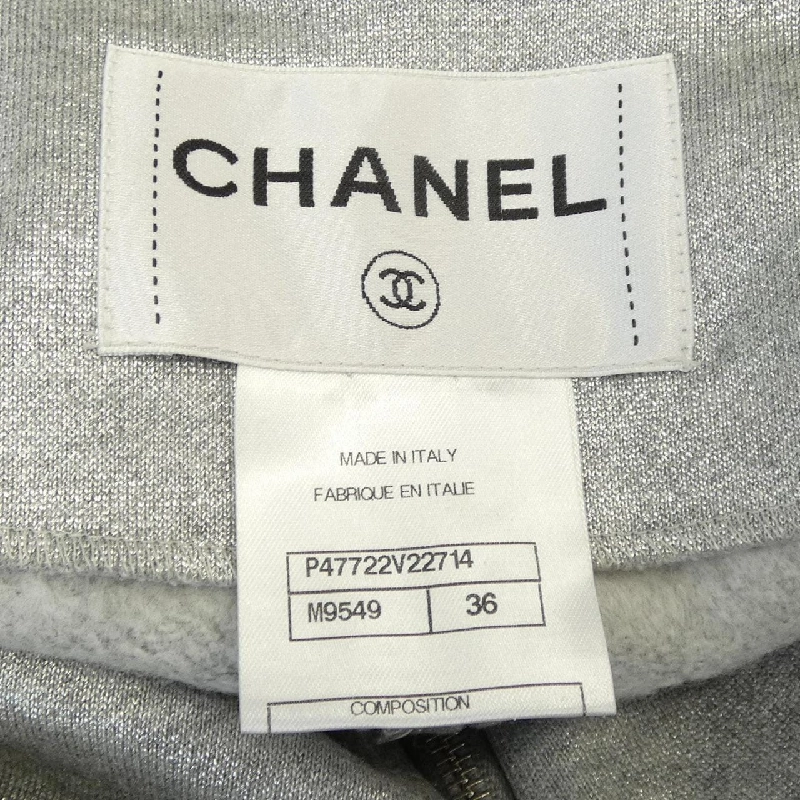 CHANEL
MADE IN ITALY
FABRIQUE EN ITALIE
P47722V22714
M9549 36
COMPOSITION